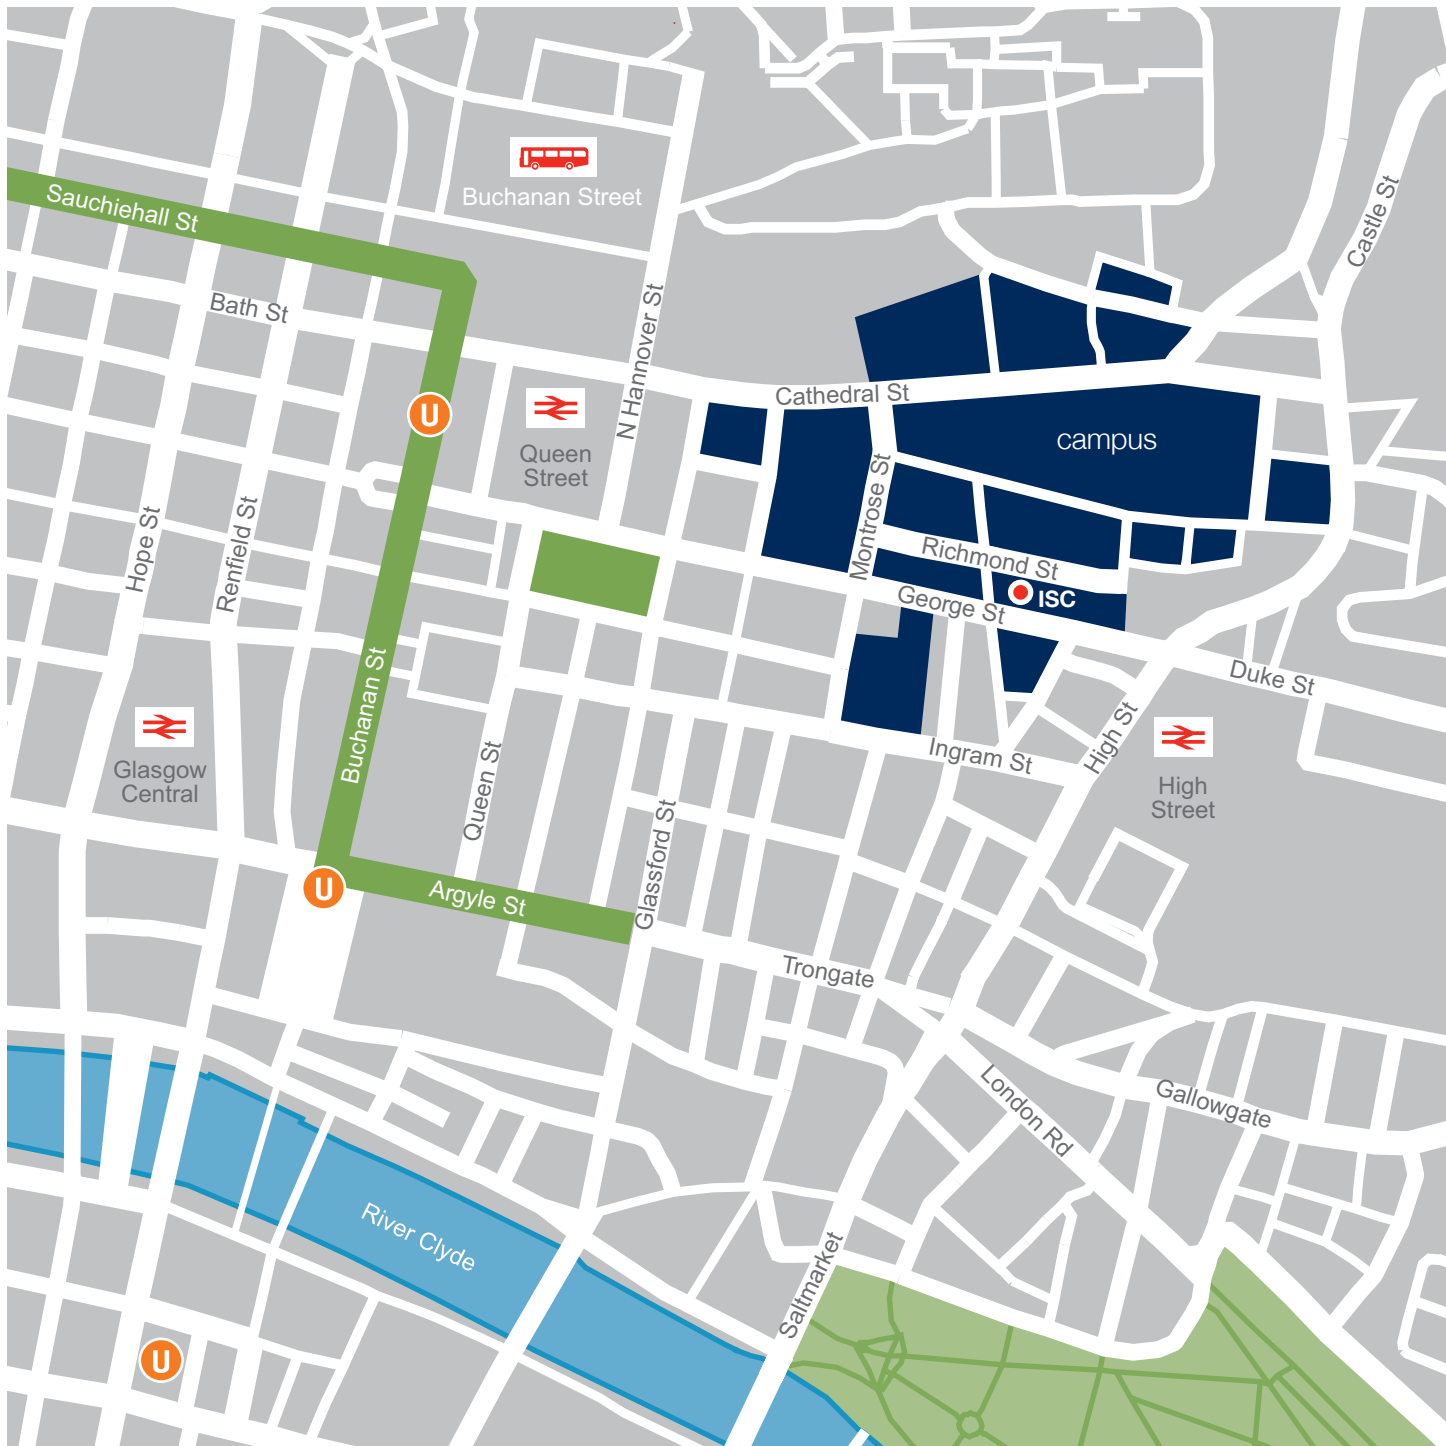 Buchanan Street
Sauchiehall St
Castle St
Bath St
N Hannover St
Cathedral St
U
campus
Queen
Street
Montrose St
Hope St
Renfield St
Richmond St
ISC
George St
Duke St
Buchanan St
High St
Ingram St
Glasgow
Central
Queen St
High
Street
Glassford St
U
Argyle St
Trongate
London Rd
Gallowgate
River Clyde
Saltmarket
U